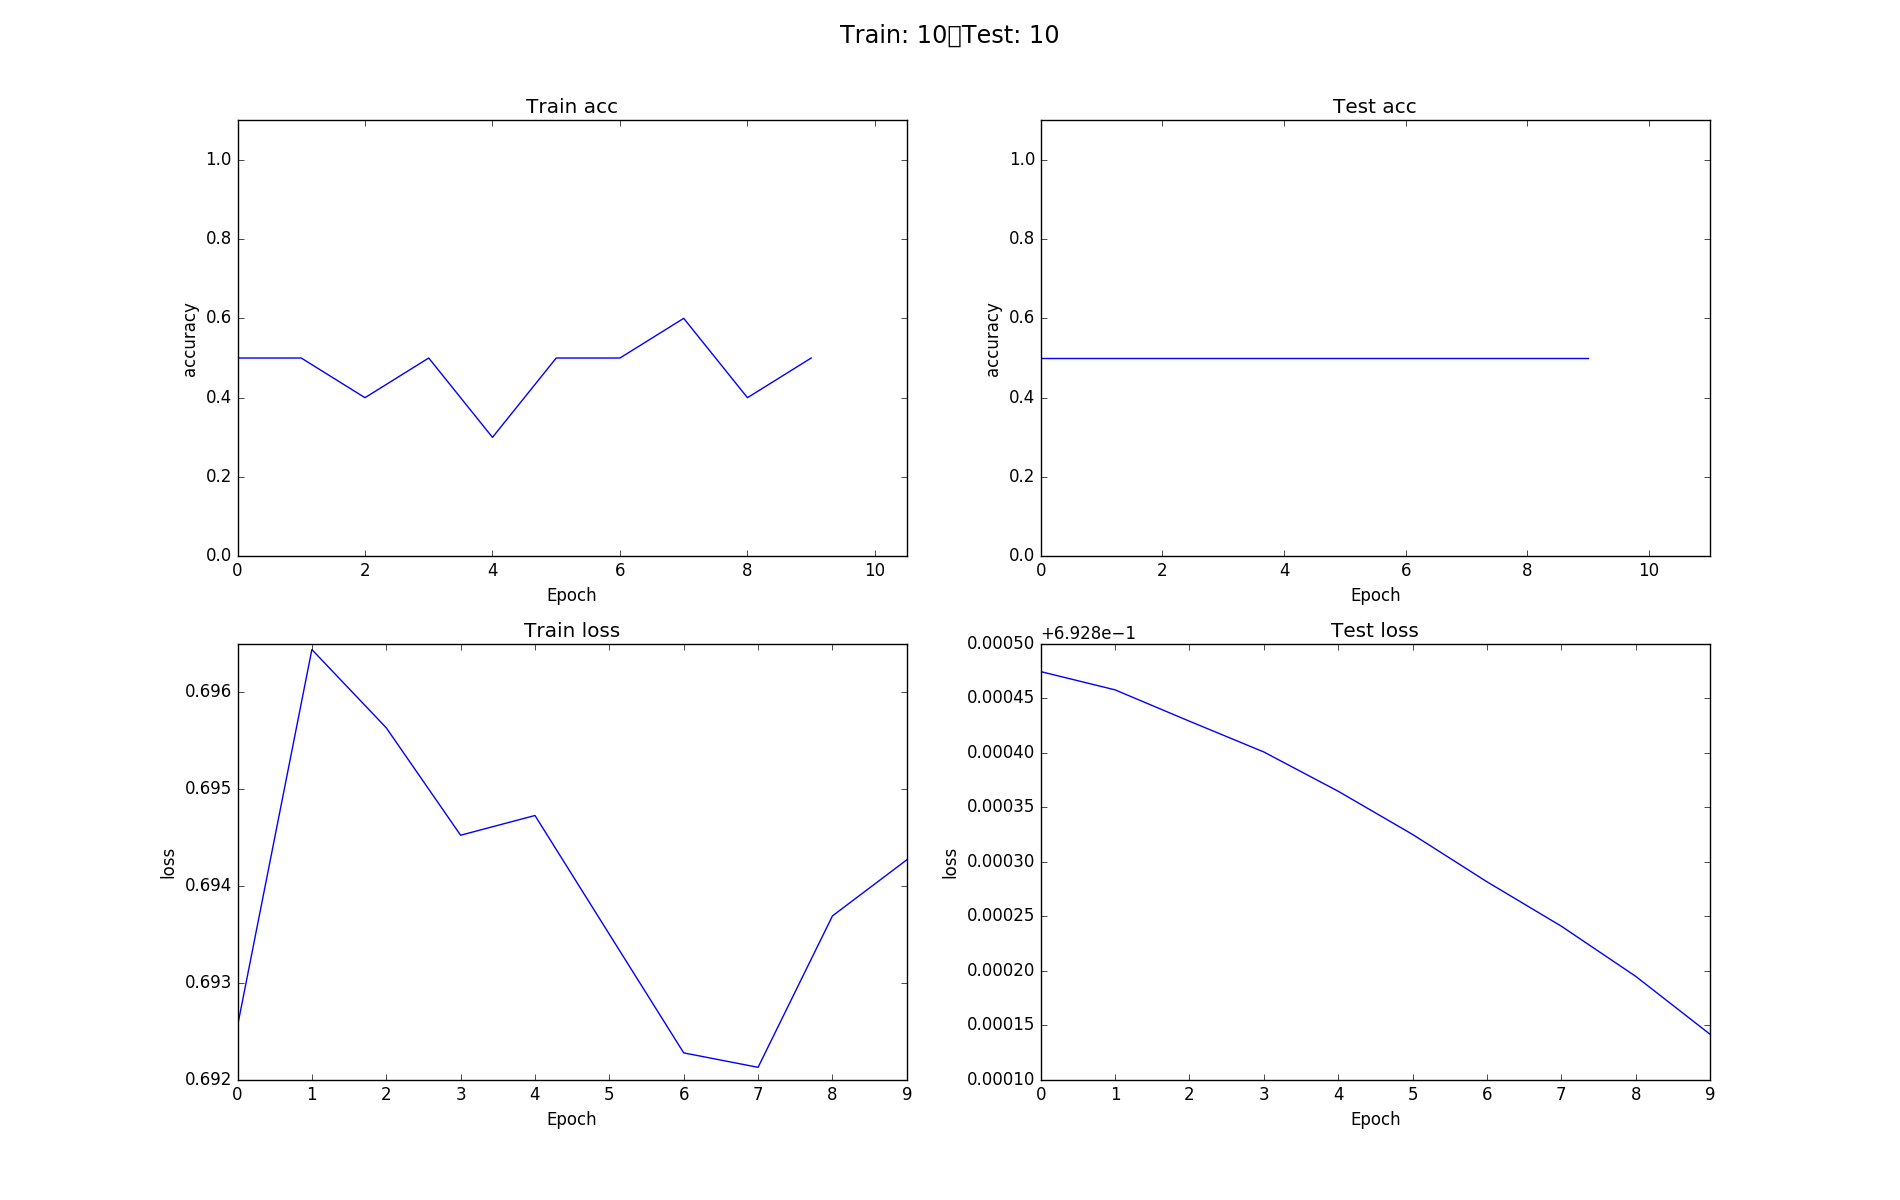 Train: 10▯Test: 10
Train acc
1.0
0.8
0.6
0.4
0.2
0.0
accuracy
0 2 4 6 8 10
Epoch
Test acc
1.0
0.8
0.6
0.4
0.2
0.0
accuracy
0 2 4 6 8 10
Epoch
Train loss
0.696
0.695
0.694
0.693
0.692
loss
0 1 2 3 4 5 6 7 8 9
Epoch
+6.928e−1
Test loss
0.00050
0.00045
0.00040
0.00035
0.00030
0.00025
0.00020
0.00015
0.00010
loss
0 1 2 3 4 5 6 7 8 9
Epoch